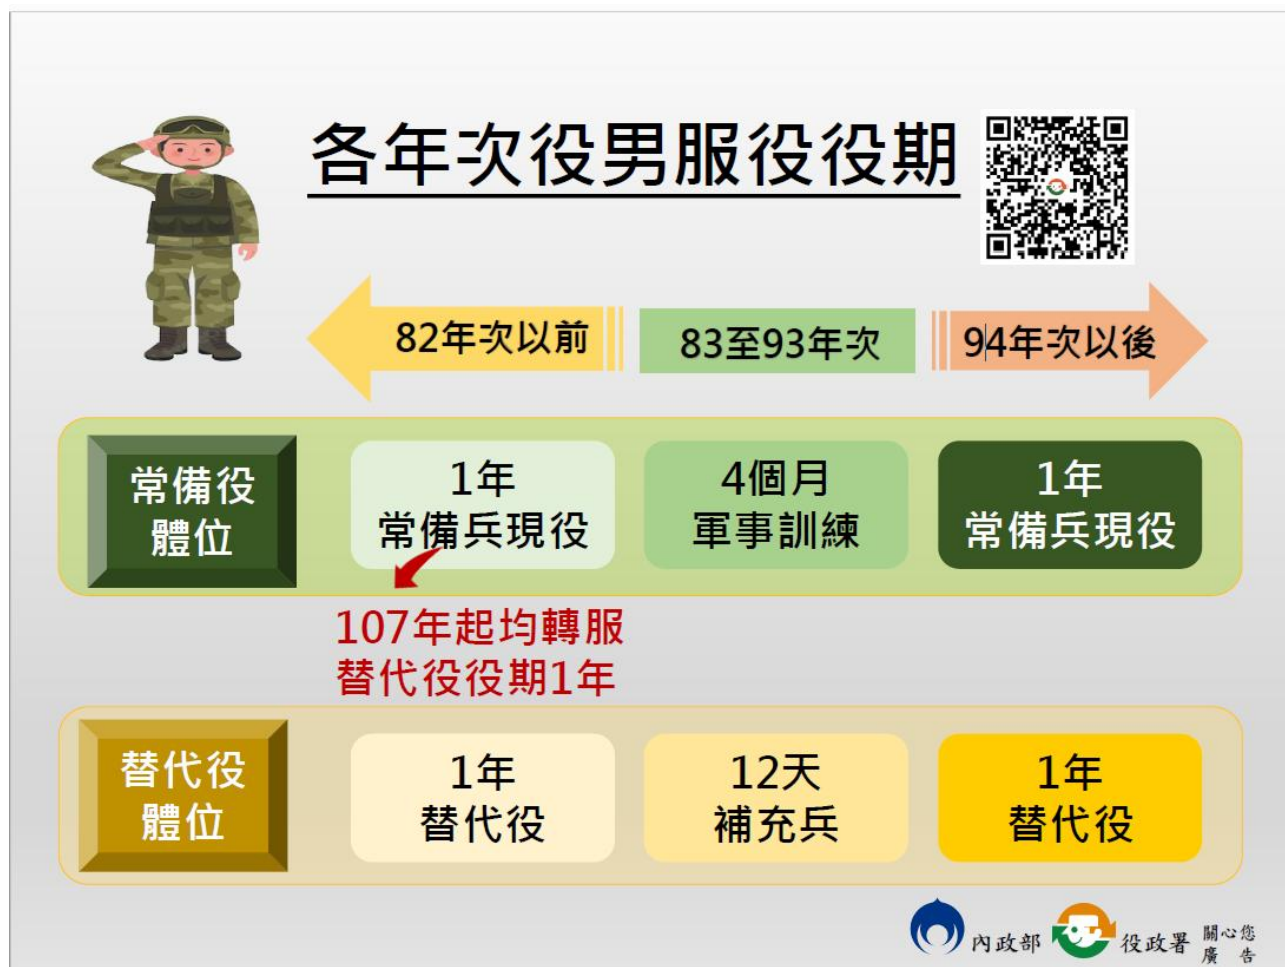 各年次役男服役役期
82年次以前
83至93年次
94年次以後
常備役
體位
1年
常備兵現役
4個月
軍事訓練
1年
常備兵現役
107年起均轉服
替代役役期1年
替代役
體位
1年
替代役
12天
補充兵
1年
替代役
內政部
役政署
關心您
廣告